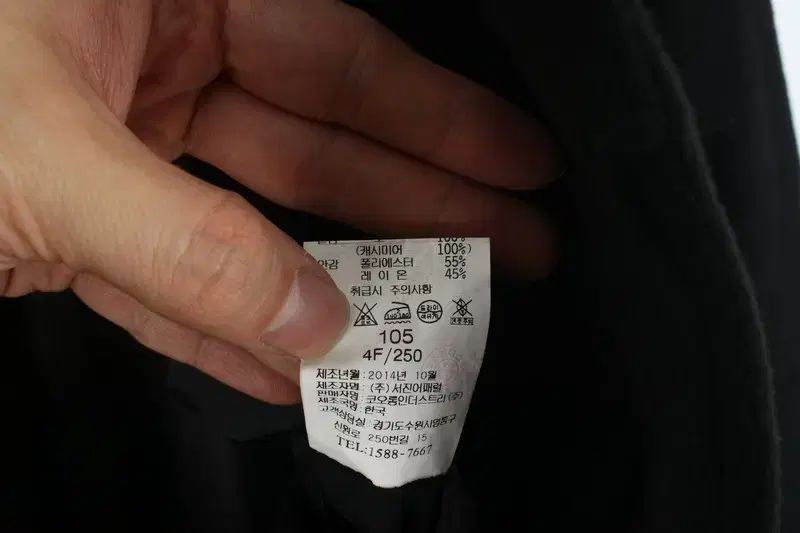 100%
(캐시미어 100%)
안감 폴리에스터 55%
레이온 45%
취급시 주의사항
드라이
105
4F/250
제조년월 : 2014년 10월
제조자명 : (주) 서진어패럴
판매자명 : 코오롱인더스트리 (주)
제조국명 : 한국
고객상담실 경기도수원시영통구
신원로 250번길 15
TEL:1588-7667